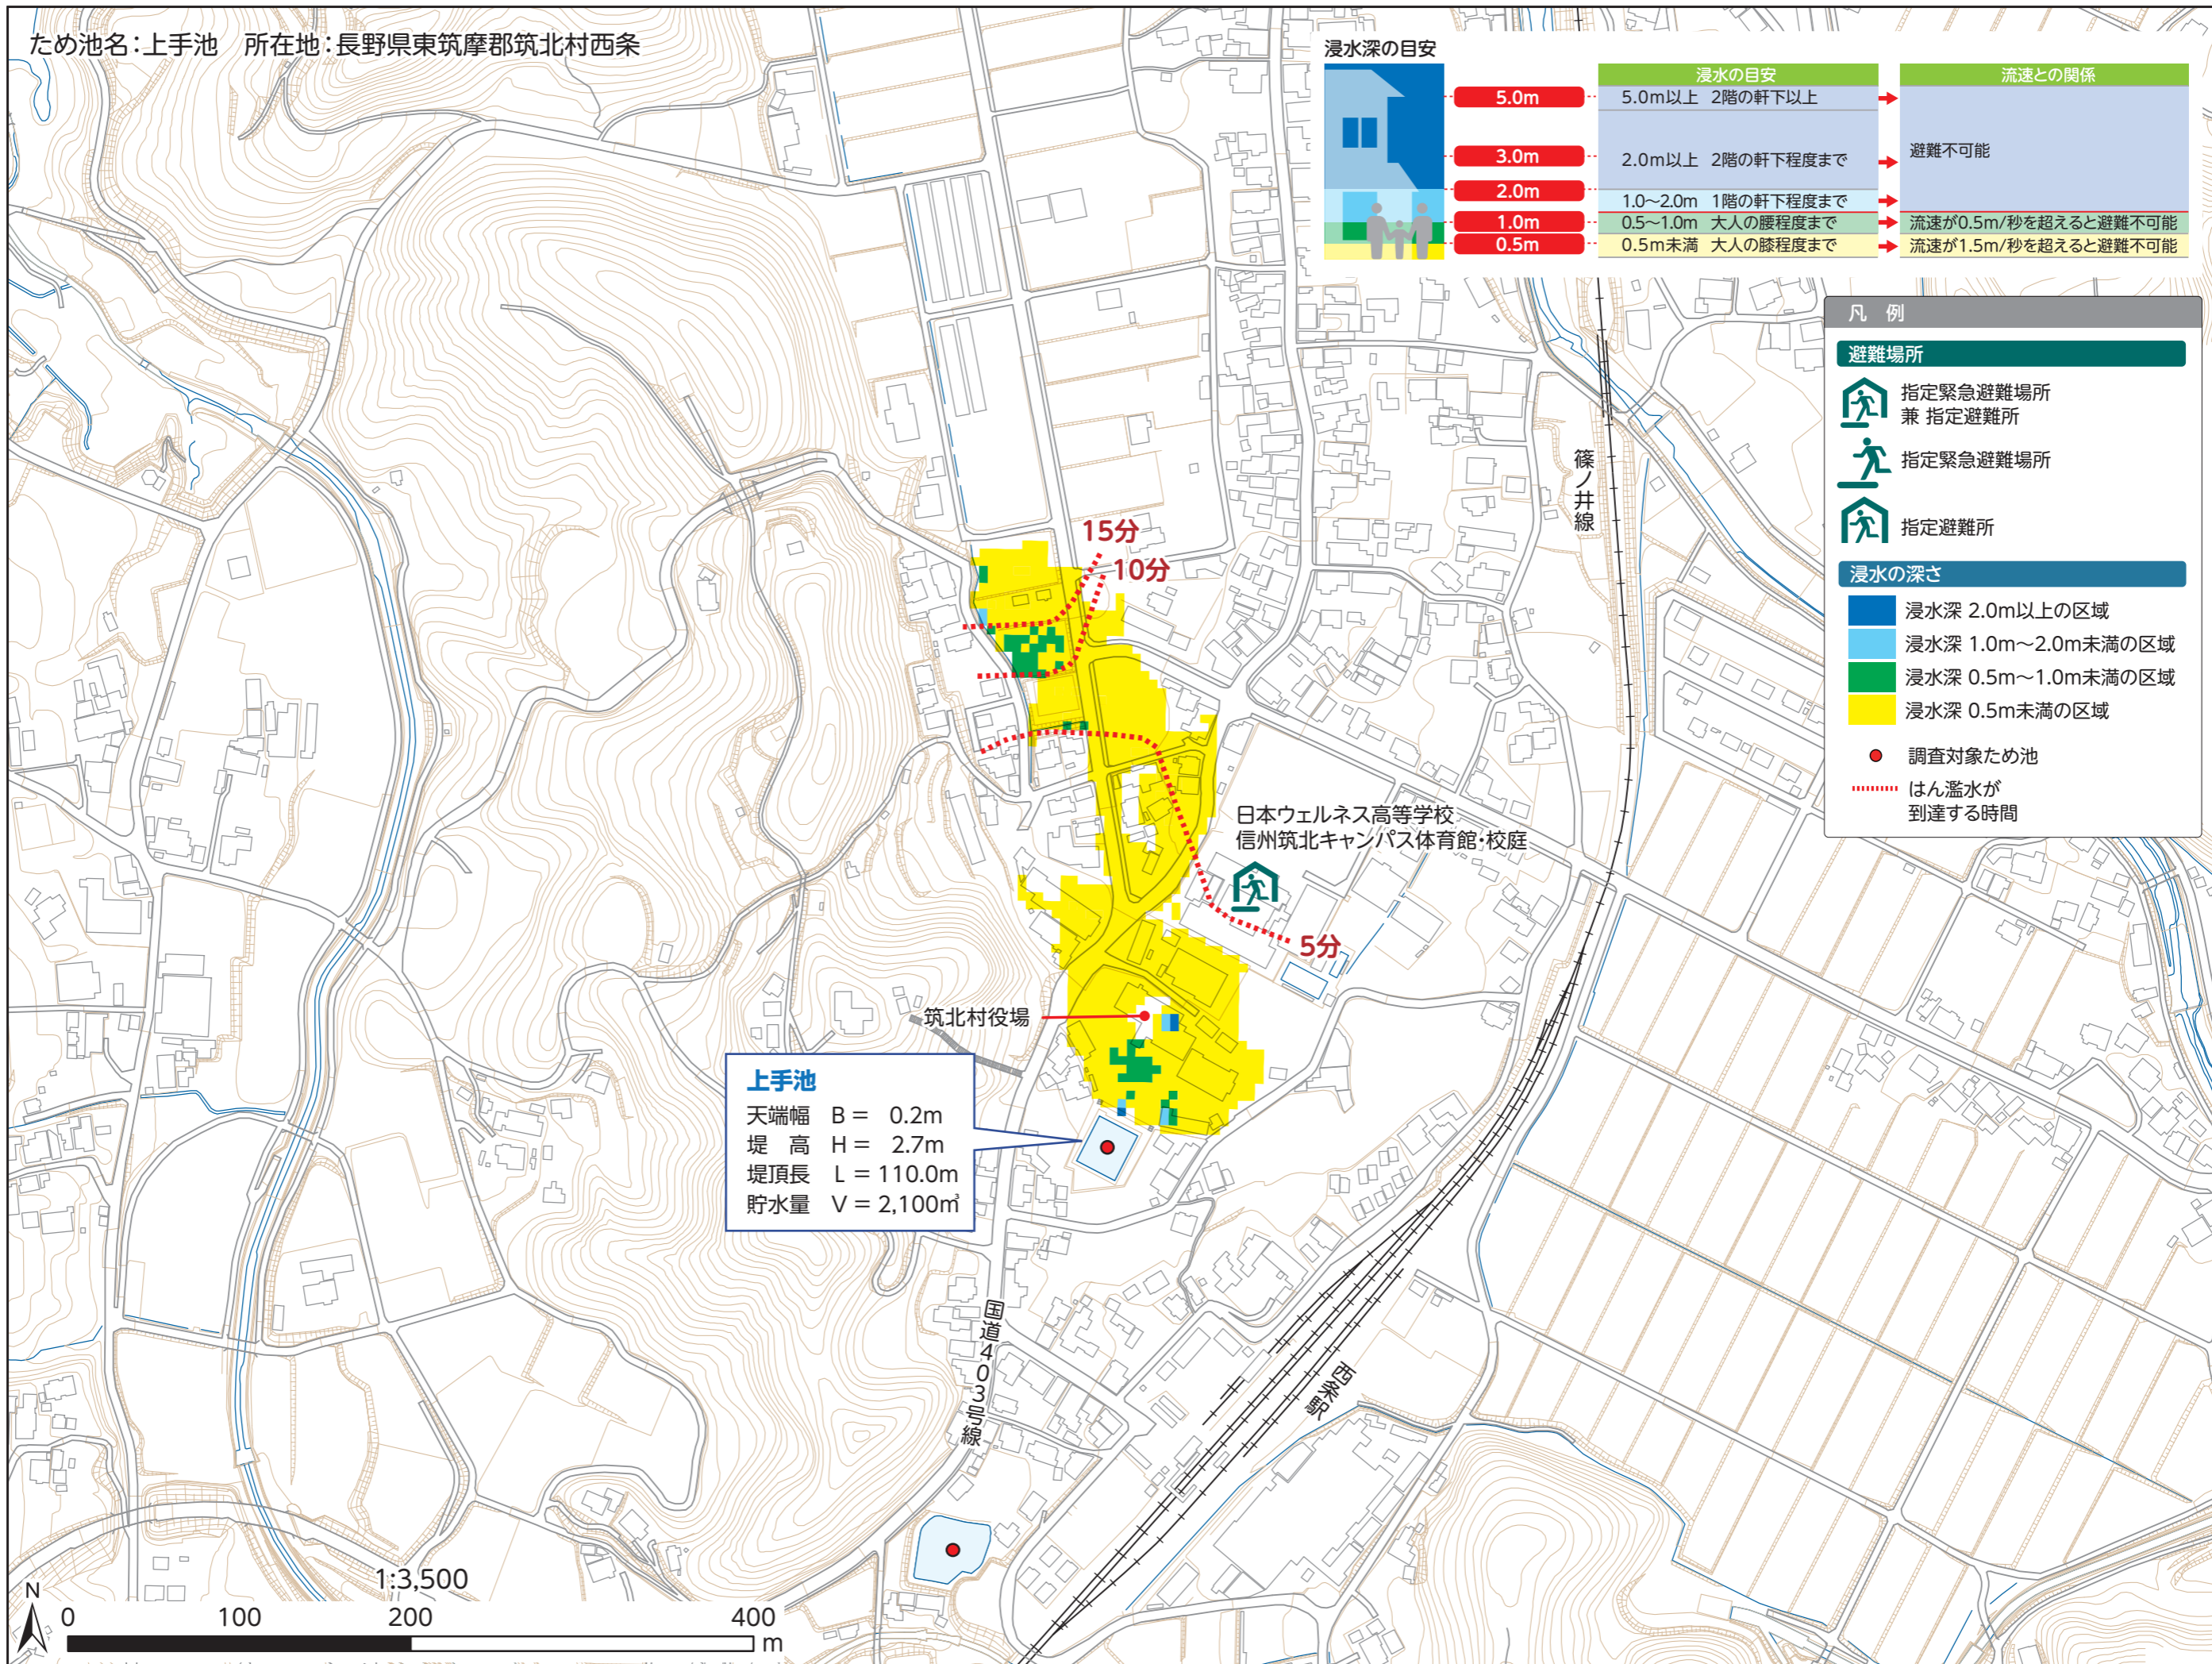 ため池名：上手池　所在地：長野県東筑摩郡筑北村西条
浸水深の目安
5.0m
3.0m
2.0m
1.0m
0.5m
浸水の目安
5.0m以上　2階の軒下以上
2.0m以上　2階の軒下程度まで
1.0〜2.0m　1階の軒下程度まで
0.5〜1.0m　大人の腰程度まで
0.5m未満　大人の膝程度まで
流速との関係
避難不可能
流速が0.5m/秒を超えると避難不可能
流速が1.5m/秒を超えると避難不可能
凡　例
避難場所
指定緊急避難場所
兼 指定避難所
指定緊急避難場所
指定避難所
浸水の深さ
浸水深 2.0m以上の区域
浸水深 1.0m〜2.0m未満の区域
浸水深 0.5m〜1.0m未満の区域
浸水深 0.5m未満の区域
調査対象ため池
はん濫水が
到達する時間
篠ノ井線
15分
10分
日本ウェルネス高等学校
信州筑北キャンパス体育館・校庭
5分
筑北村役場
上手池
天端幅　B =　0.2m
堤　高　H =　2.7m
堤頂長　L = 110.0m
貯水量　V = 2,100㎥
国道403号線
西条駅
1:3,500
N
0　100　200　400
m